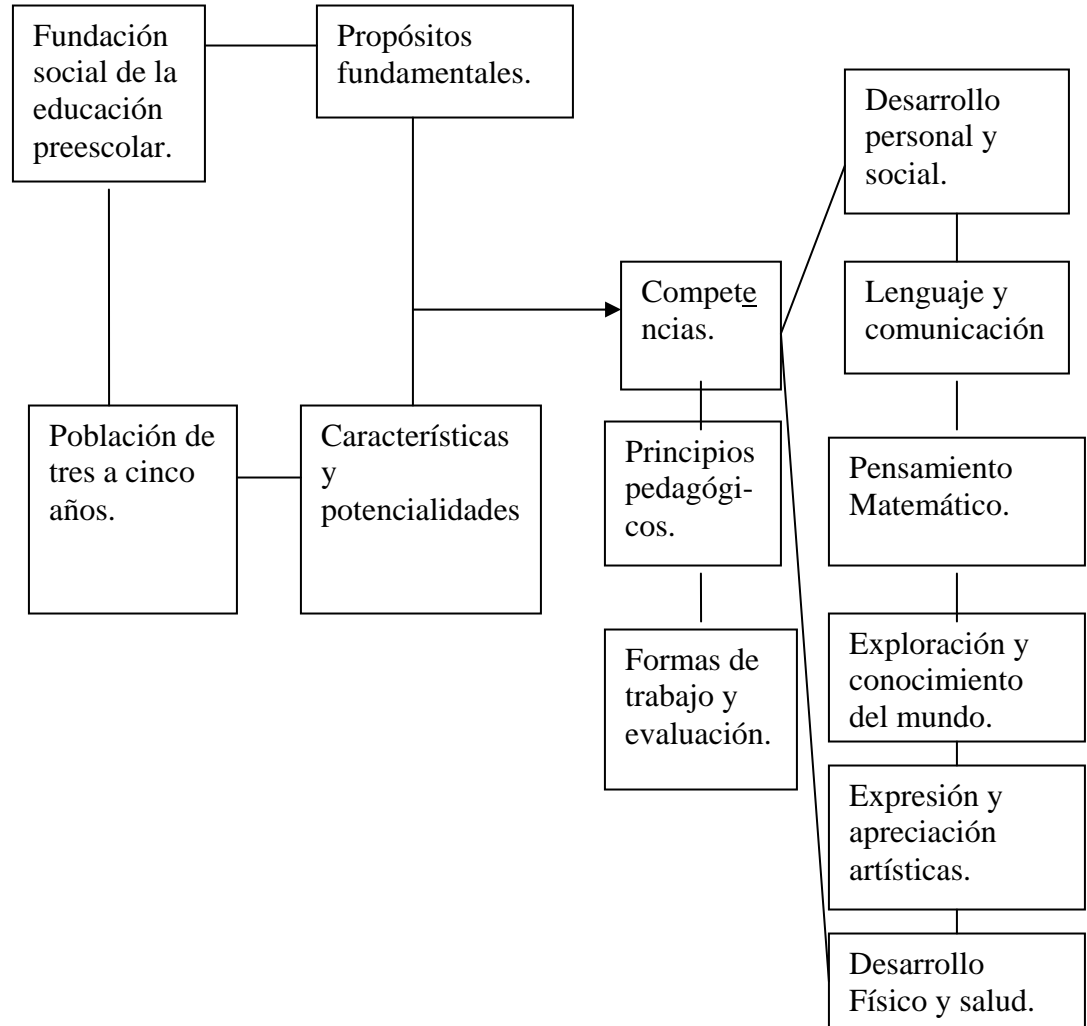 Fundación
social de la
educación
preescolar.
Propósitos
fundamentales.
Desarrollo
personal y
social.
Compete
ncias.
Lenguaje y
comunicación
Población de
tres a cinco
años.
Características
y
potencialidades
Principios
pedagógi-
cos.
Pensamiento
Matemático.
Formas de
trabajo y
evaluación.
Exploración y
conocimiento
del mundo.
Expresión y
apreciación
artísticas.
Desarrollo
Físico y salud.